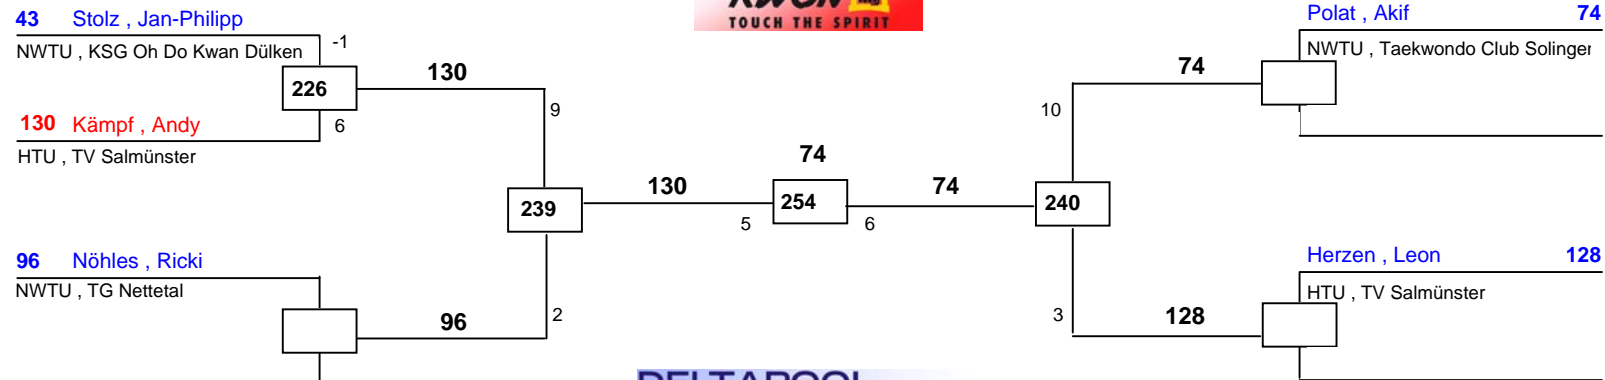 43 Stolz , Jan-Philipp
NWTU , KSG Oh Do Kwan Dülken
-1
226
130
130 Kämpf , Andy
6
HTU , TV Salmünster
9
239
130
96 Nöhles , Ricki
NWTU , TG Nettetal
96
2
KWON
TOUCH THE SPIRIT
74
254
5
6
74
Polat , Akif 74
NWTU , Taekwondo Club Solingen
74
10
240
Herzen , Leon 128
HTU , TV Salmünster
128
3
DELTAPOOL